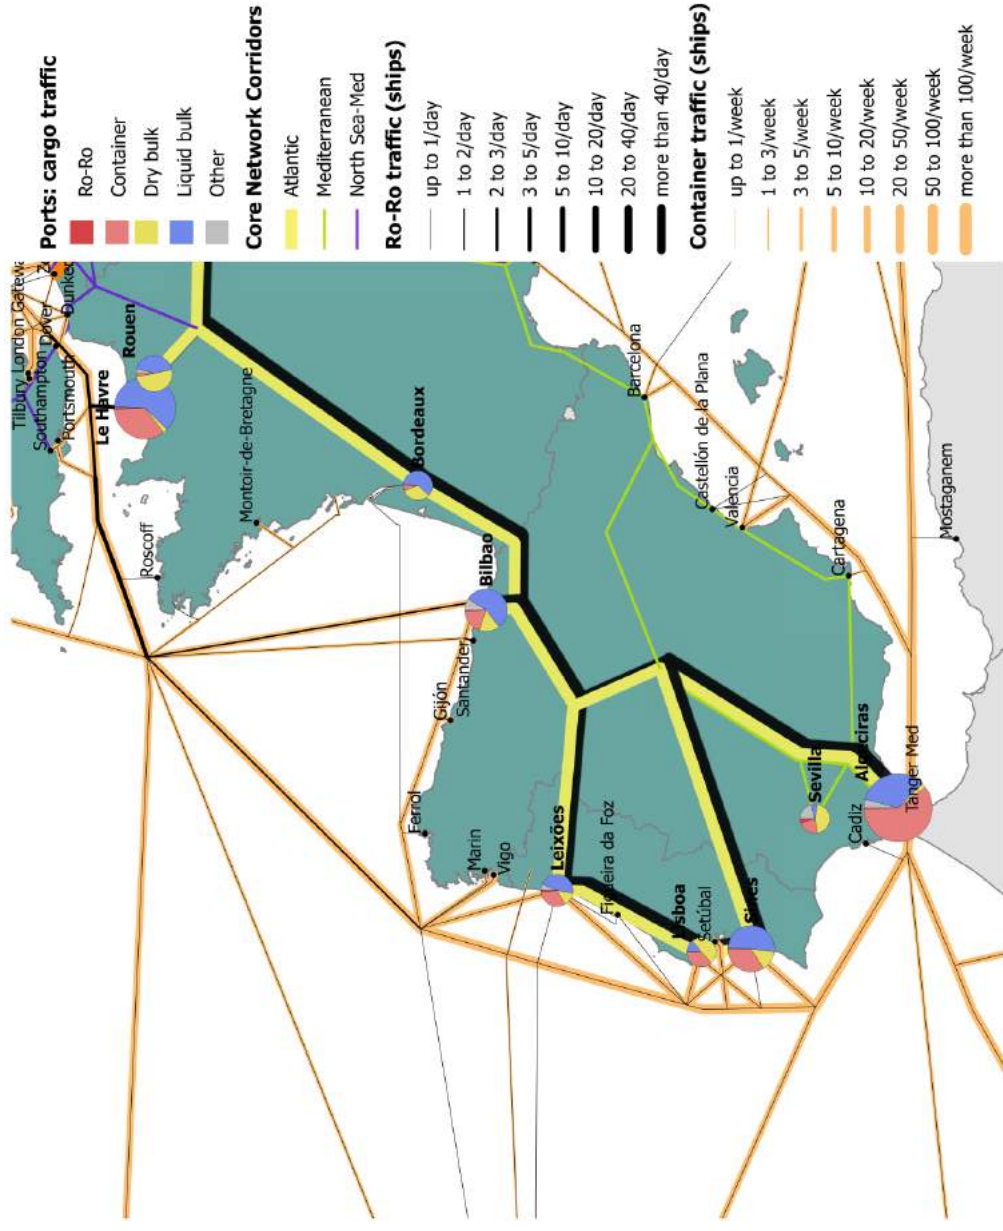 Tilbury London Gateway
Southampton
Dover
Portsmouth
Dunke
Le Havre
Rouen
Roscoff
Montoir-de-Bretagne
Bordeaux
Bilbao
Santander
Gijón
Ferrol
Marin
Vigo
Leixões
Figueira da Foz
Lisboa
Setúbal
Sines
Sevilla
Cadiz
Algeciras
Tanger Med
Barcelona
Castellón de la Plana
Valencia
Cartagena
Mostaganem
Ports: cargo traffic
Ro-Ro
Container
Dry bulk
Liquid bulk
Other
Core Network Corridors
Atlantic
Mediterranean
North Sea-Med
Ro-Ro traffic (ships)
up to 1/day
1 to 2/day
2 to 3/day
3 to 5/day
5 to 10/day
10 to 20/day
20 to 40/day
more than 40/day
Container traffic (ships)
up to 1/week
1 to 3/week
3 to 5/week
5 to 10/week
10 to 20/week
20 to 50/week
50 to 100/week
more than 100/week